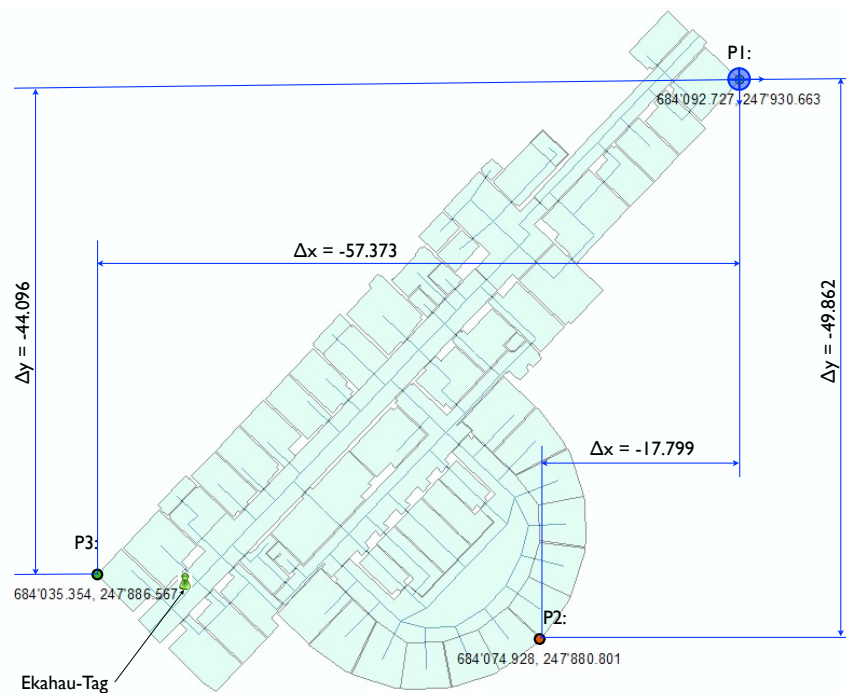 P1:
684'092.727, 247'930.663
Δx = -57.373
Δy = -44.096
Δy = -49.862
Δx = -17.799
P3:
684'035.354, 247'886.567
P2:
684'074.928, 247'880.801
Ekahau-Tag